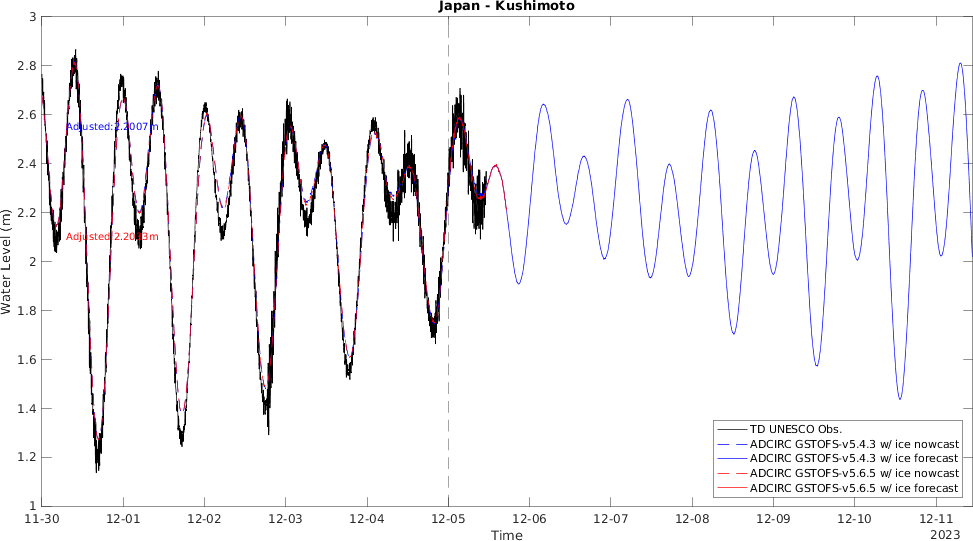 Japan - Kushimoto
3
2.8
2.6
2.4
2.2
2
1.8
1.6
1.4
1.2
1
Water Level (m)
Adjusted:2.2007m
TD UNESCO Obs.
ADCIRC GSTOFS-v5.4.3 w/ ice nowcast
ADCIRC GSTOFS-v5.4.3 w/ ice forecast
ADCIRC GSTOFS-v5.6.5 w/ ice nowcast
ADCIRC GSTOFS-v5.6.5 w/ ice forecast
11-30 12-01 12-02 12-03 12-04 12-05 12-06 12-07 12-08 12-09 12-10 12-11
Time
2023